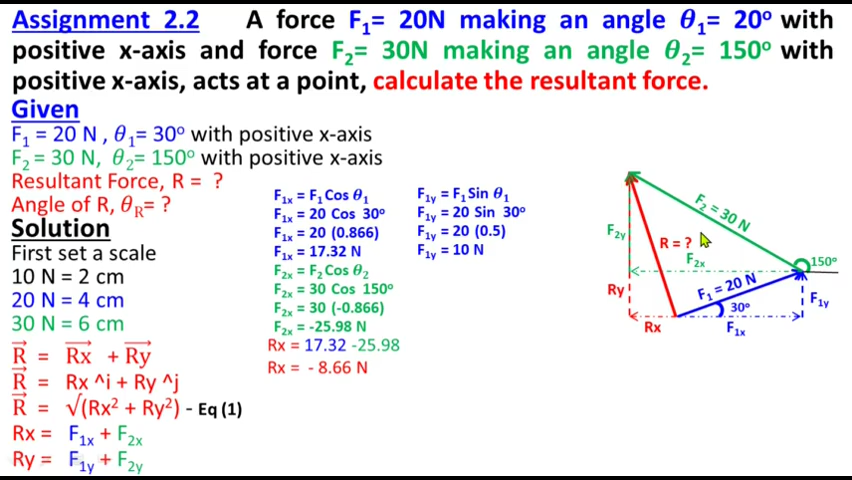 Assignment 2.2 A force F₁= 20N making an angle θ₁= 20° with
positive x-axis and force F₂= 30N making an angle θ₂= 150° with
positive x-axis, acts at a point, calculate the resultant force.
Given
F₁ = 20 N , θ₁= 30° with positive x-axis
F₂ = 30 N, θ₂= 150° with positive x-axis
Resultant Force, R = ?
Angle of R, θR= ?
Solution
First set a scale
10 N = 2 cm
20 N = 4 cm
30 N = 6 cm
R⃗ = R⃗x + R⃗y
R⃗ = Rx ^i + Ry ^j
R⃗ = √(Rx² + Ry²) - Eq (1)
Rx = F₁ₓ + F₂ₓ
Ry = F₁y + F₂y
F₁ₓ = F₁ Cos θ₁
F₁ₓ = 20 Cos 30°
F₁ₓ = 20 (0.866)
F₁ₓ = 17.32 N
F₂ₓ = F₂ Cos θ₂
F₂ₓ = 30 Cos 150°
F₂ₓ = 30 (-0.866)
F₂ₓ = -25.98 N
Rx = 17.32 -25.98
Rx = - 8.66 N
F₁y = F₁ Sin θ₁
F₁y = 20 Sin 30°
F₁y = 20 (0.5)
F₁y = 10 N
F₂ = 30 N
F₂y
R = ?
F₂ₓ
150°
Ry
F₁ = 20 N
30°
F₁y
Rx
F₁ₓ